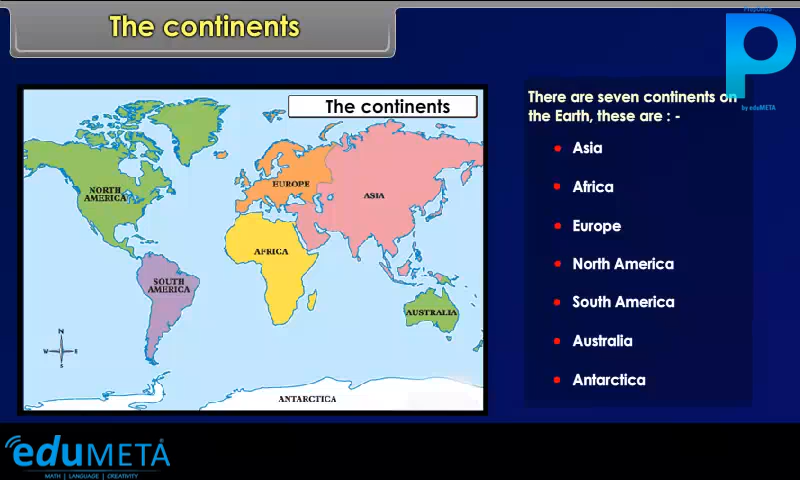 The continents
The continents
NORTH
AMERICA
EUROPE
ASIA
AFRICA
SOUTH
AMERICA
AUSTRALIA
N
W E
S
ANTARCTICA
There are seven continents on
the Earth, these are : -
Asia
Africa
Europe
North America
South America
Australia
Antarctica
P
by eduMETA
eduMETA
MATH | LANGUAGE | CREATIVITY